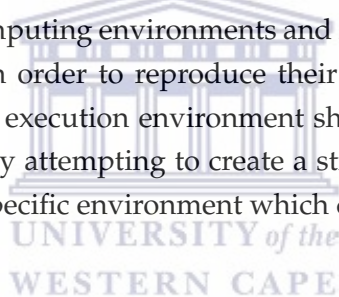 nputing environments and
n order to reproduce their
execution environment sh
y attempting to create a st
pecific environment which
UNIVERSITY of the
WESTERN CAPE